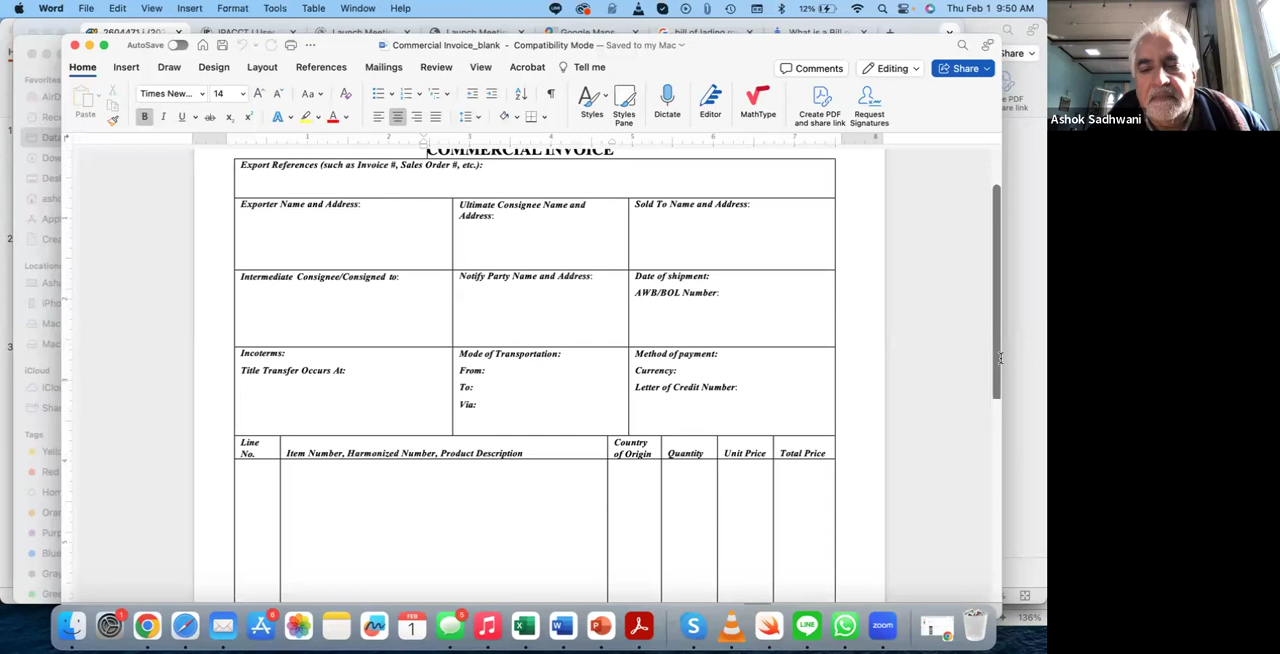 Word File Edit View Insert Format Tools Table Window Help 12% Thu Feb 1 9:50 AM
AutoSave Commercial Invoice_blank - Compatibility Mode — Saved to my Mac
Home Insert Draw Design Layout References Mailings Review View Acrobat Tell me Comments Editing Share
Paste Times New... 14 Styles Styles Pane Dictate Editor MathType Create PDF and share link Request Signatures
COMMERCIAL INVOICE
Export References (such as Invoice #, Sales Order #, etc.):
Exporter Name and Address:
Ultimate Consignee Name and
Address:
Sold To Name and Address:
Intermediate Consignee/Consigned to:
Notify Party Name and Address:
Date of shipment:
AWB/BOL Number:
Incoterms:
Title Transfer Occurs At:
Mode of Transportation:
From:
To:
Via:
Method of payment:
Currency:
Letter of Credit Number:
Line
No.
Item Number, Harmonized Number, Product Description
Country
of Origin
Quantity
Unit Price
Total Price
Ashok Sadhwani
136%